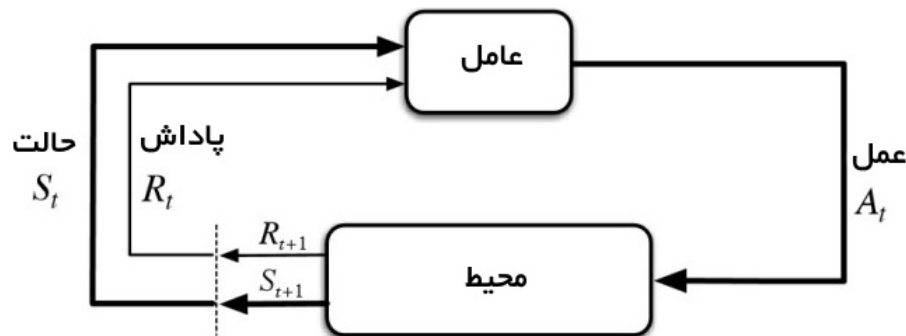 عامل
حالت
پاداش
عمل
S_t
R_t
A_t
R_{t+1}
محیط
S_{t+1}